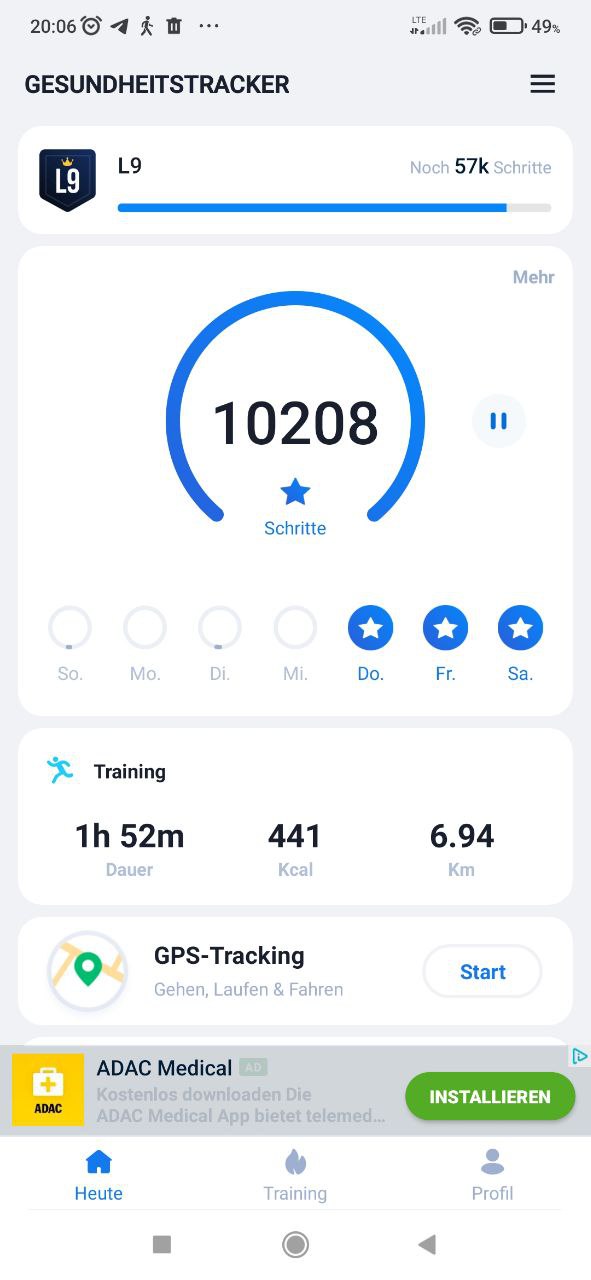 20:06 ··· LTE 49%
GESUNDHEITSTRACKER
L9 L9 Noch 57k Schritte
Mehr
10208
Schritte
So. Mo. Di. Mi. Do. Fr. Sa.
Training
1h 52m 441 6.94
Dauer Kcal Km
GPS-Tracking
Gehen, Laufen & Fahren
Start
ADAC Medical AD
Kostenlos downloaden Die
ADAC Medical App bietet telemed...
ADAC
INSTALLIEREN
Heute Training Profil